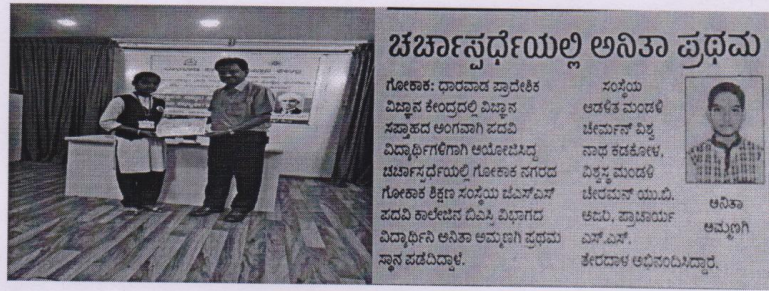 ಚರ್ಚಾಸ್ಪರ್ಧೆಯಲ್ಲಿ ಅನಿತಾ ಪ್ರಥಮ
ಗೋಕಾಕ: ಧಾರವಾಡ ಪ್ರಾದೇಶಿಕ
ವಿಜ್ಞಾನ ಕೇಂದ್ರದಲ್ಲಿ ವಿಜ್ಞಾನ
ಸಪ್ತಾಹದ ಅಂಗವಾಗಿ ಪದವಿ
ವಿದ್ಯಾರ್ಥಿಗಳಿಗಾಗಿ ಆಯೋಜಿಸಿದ್ದ
ಚರ್ಚಾಸ್ಪರ್ಧೆಯಲ್ಲಿ ಗೋಕಾಕ ನಗರದ
ಗೋಕಾಕ ಶಿಕ್ಷಣ ಸಂಸ್ಥೆಯ ಜೆಎಸ್ಎಸ್
ಪದವಿ ಕಾಲೇಜಿನ ಬಿಎಸ್ಸಿ ವಿಭಾಗದ
ವಿದ್ಯಾರ್ಥಿನಿ ಅನಿತಾ ಅಮ್ಮಣಗಿ ಪ್ರಥಮ
ಸ್ಥಾನ ಪಡೆದಿದ್ದಾಳೆ.
ಸಂಸ್ಥೆಯ
ಆಡಳಿತ ಮಂಡಳಿ
ಚೇರ್ಮನ್ ವಿಶ್ವ
ನಾಥ ಕಡಕೋಳ,
ವಿಶ್ವಸ್ಥ ಮಂಡಳಿ
ಚೇರಮನ್ ಯು.ಬಿ.
ಅಜರಿ, ಪ್ರಾಚಾರ್ಯ
ಎಸ್.ಎಸ್.
ತೇರದಾಳ ಅಭಿನಂದಿಸಿದ್ದಾರೆ.
ಅನಿತಾ
ಅಮ್ಮಣಗಿ